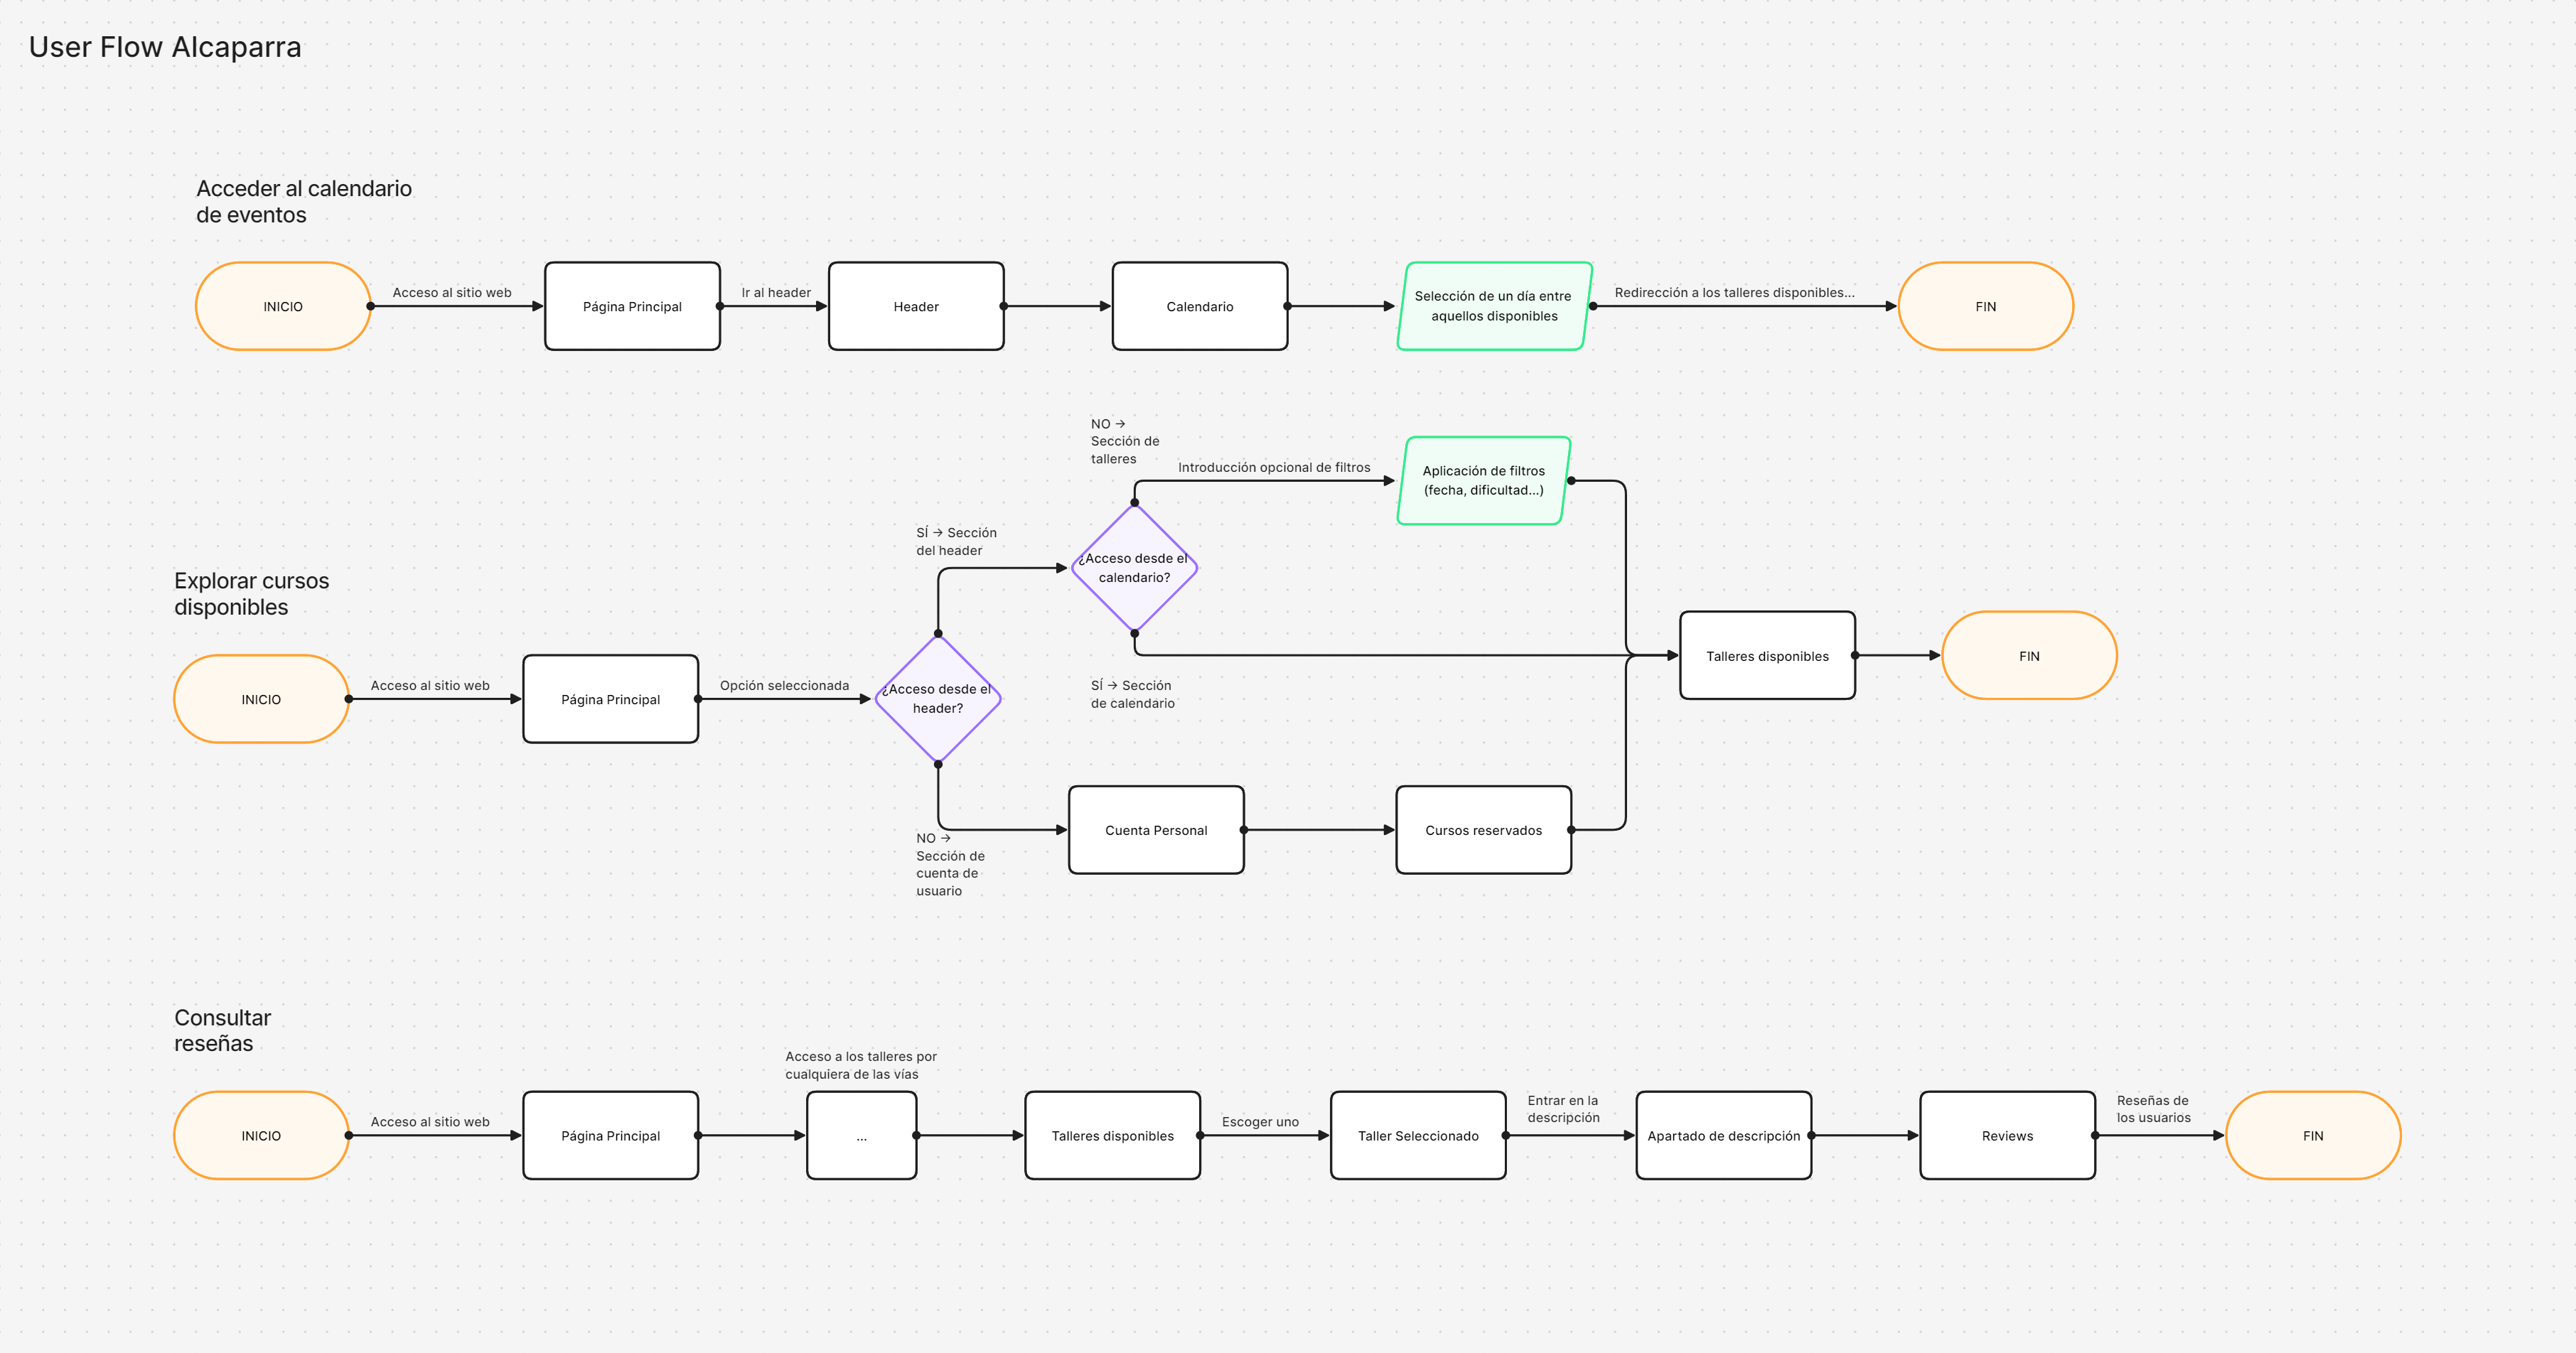 User Flow Alcaparra
Acceder al calendario
de eventos
INICIO
Acceso al sitio web
Página Principal
Ir al header
Header
Calendario
Selección de un día entre
aquellos disponibles
Redirección a los talleres disponibles...
FIN
Explorar cursos
disponibles
INICIO
Acceso al sitio web
Página Principal
Opción seleccionada
¿Acceso desde el
header?
SÍ → Sección
del header
¿Acceso desde el
calendario?
NO →
Sección de
talleres
Introducción opcional de filtros
Aplicación de filtros
(fecha, dificultad...)
SÍ → Sección
de calendario
NO →
Sección de
cuenta de
usuario
Cuenta Personal
Cursos reservados
Talleres disponibles
FIN
Consultar
reseñas
INICIO
Acceso al sitio web
Página Principal
Acceso a los talleres por
cualquiera de las vías
...
Talleres disponibles
Escoger uno
Taller Seleccionado
Entrar en la
descripción
Apartado de descripción
Reviews
Reseñas de
los usuarios
FIN